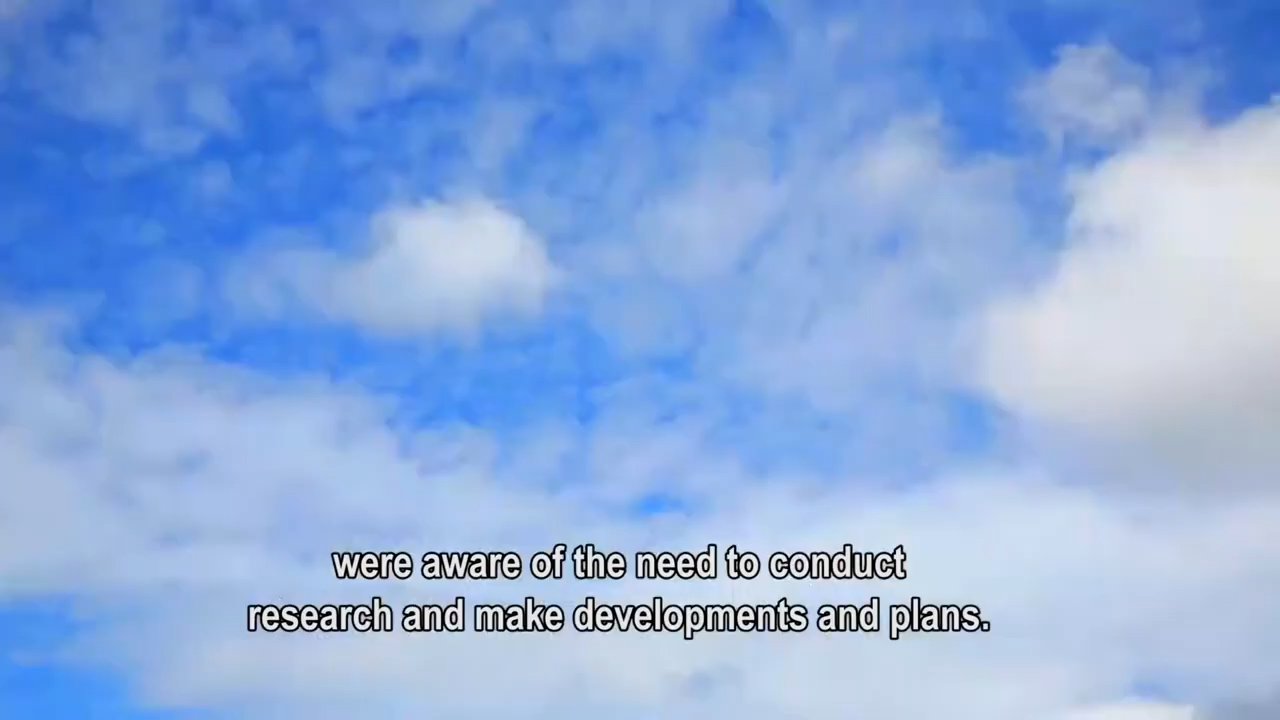 were aware of the need to conduct
research and make developments and plans.